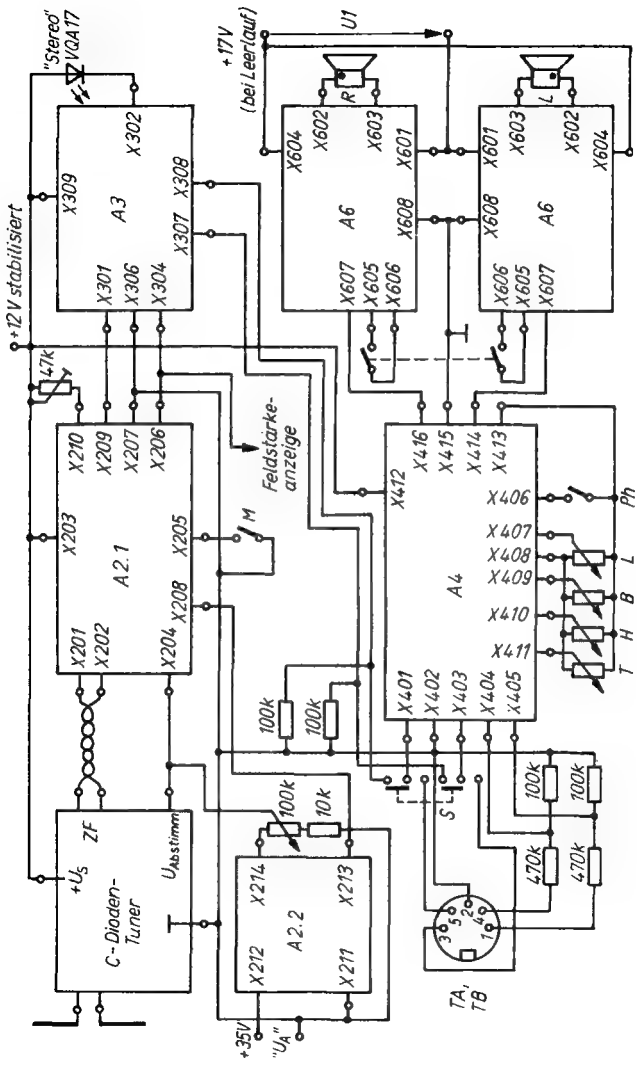 +U_S
ZF
C-Dioden-
Tuner
U_Abstimm
X201
X202
X204
X203
A2.1
X208
X205
X210
X209
X207
X206
47k
+12V stabilisiert
X301
X306
X304
X309
A3
X307
X308
X302
"Stereo"
VQA17
Feldstärke-
anzeige
M
+35V
"U_A"
X212
X211
A2.2
X214
X213
100k
10k
100k
100k
+17V
(bei Leerlauf)
U1
X604
X602
X603
X601
R
A6
X607
X605
X606
X608
X601
X603
X602
X604
L
A6
X608
X606
X605
X607
X412
X416
X415
X414
X413
A4
X401
X402
X403
X404
X405
X411
X410
X409
X408
X407
X406
T
H
B
L
Ph
S
3
5
2
4
1
TA,
TB
470k
100k
470k
100k